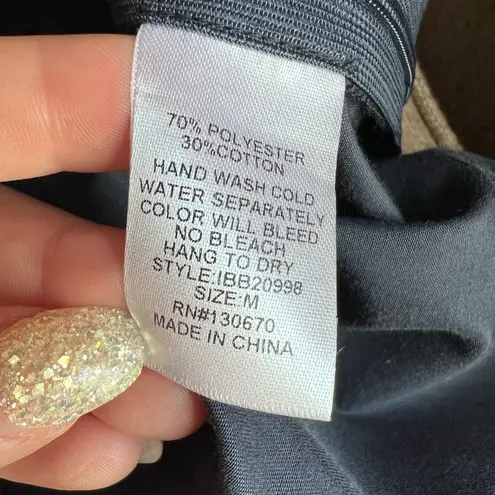 70% POLYESTER
30%COTTON
HAND WASH COLD
WATER SEPARATELY
COLOR WILL BLEED
NO BLEACH
HANG TO DRY
STYLE:IBB20998
SIZE:M
RN#130670
MADE IN CHINA